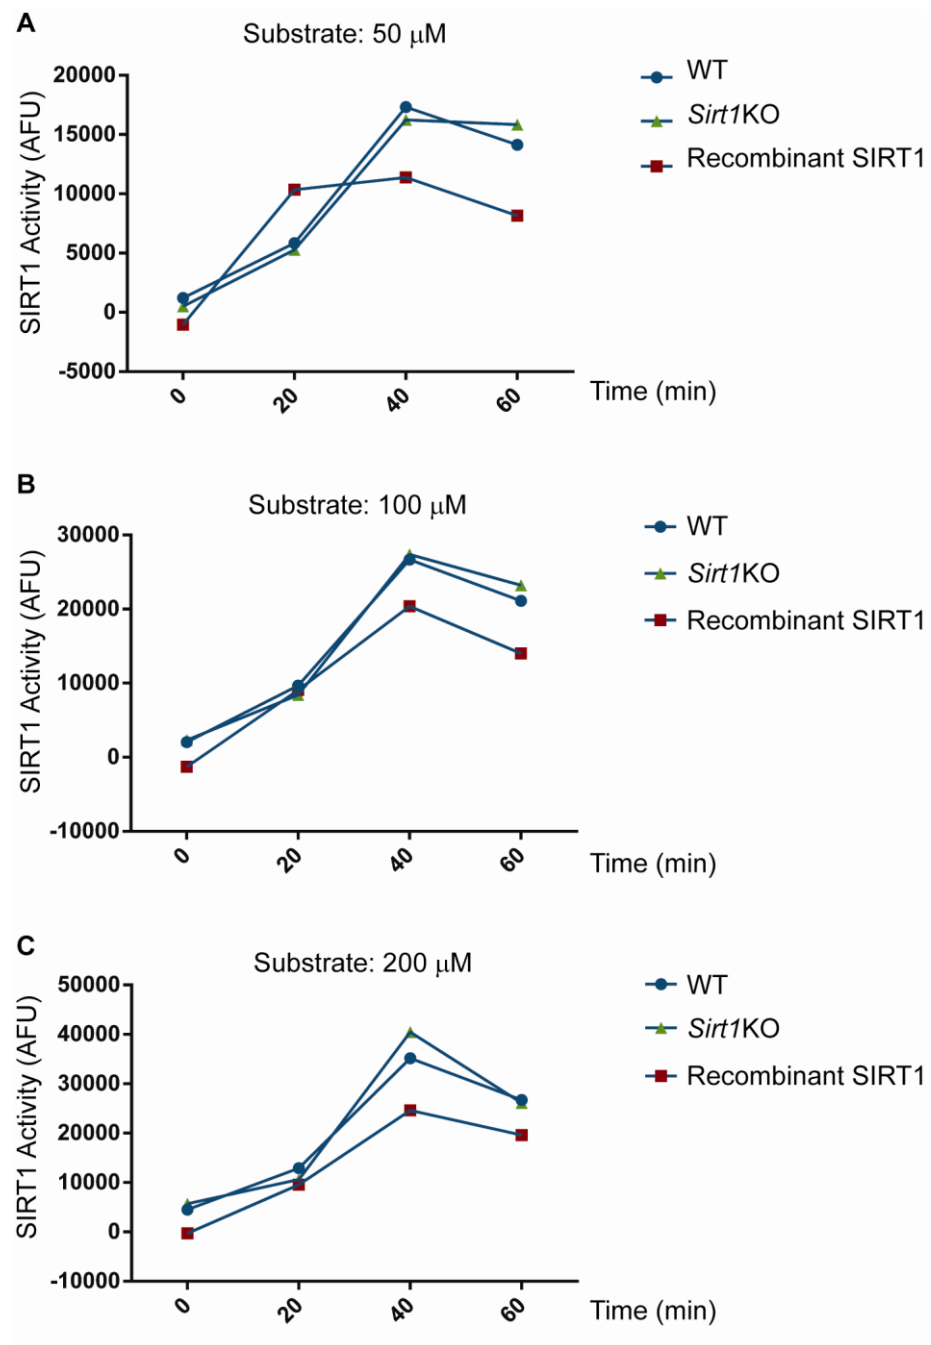 A
Substrate: 50 μM
SIRT1 Activity (AFU)
20000
15000
10000
5000
0
-5000
0 20 40 60
Time (min)
WT
Sirt1KO
Recombinant SIRT1
B
Substrate: 100 μM
SIRT1 Activity (AFU)
30000
20000
10000
0
-10000
0 20 40 60
Time (min)
WT
Sirt1KO
Recombinant SIRT1
C
Substrate: 200 μM
SIRT1 Activity (AFU)
50000
40000
30000
20000
10000
0
-10000
0 20 40 60
Time (min)
WT
Sirt1KO
Recombinant SIRT1